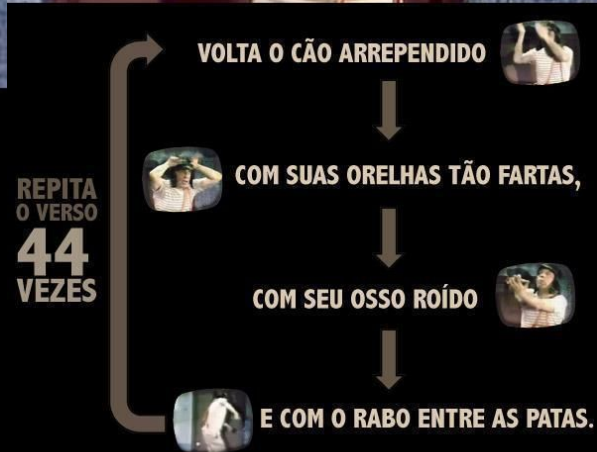 VOLTA O CÃO ARREPENDIDO
COM SUAS ORELHAS TÃO FARTAS,
COM SEU OSSO ROÍDO
E COM O RABO ENTRE AS PATAS.
REPITA
O VERSO
44
VEZES